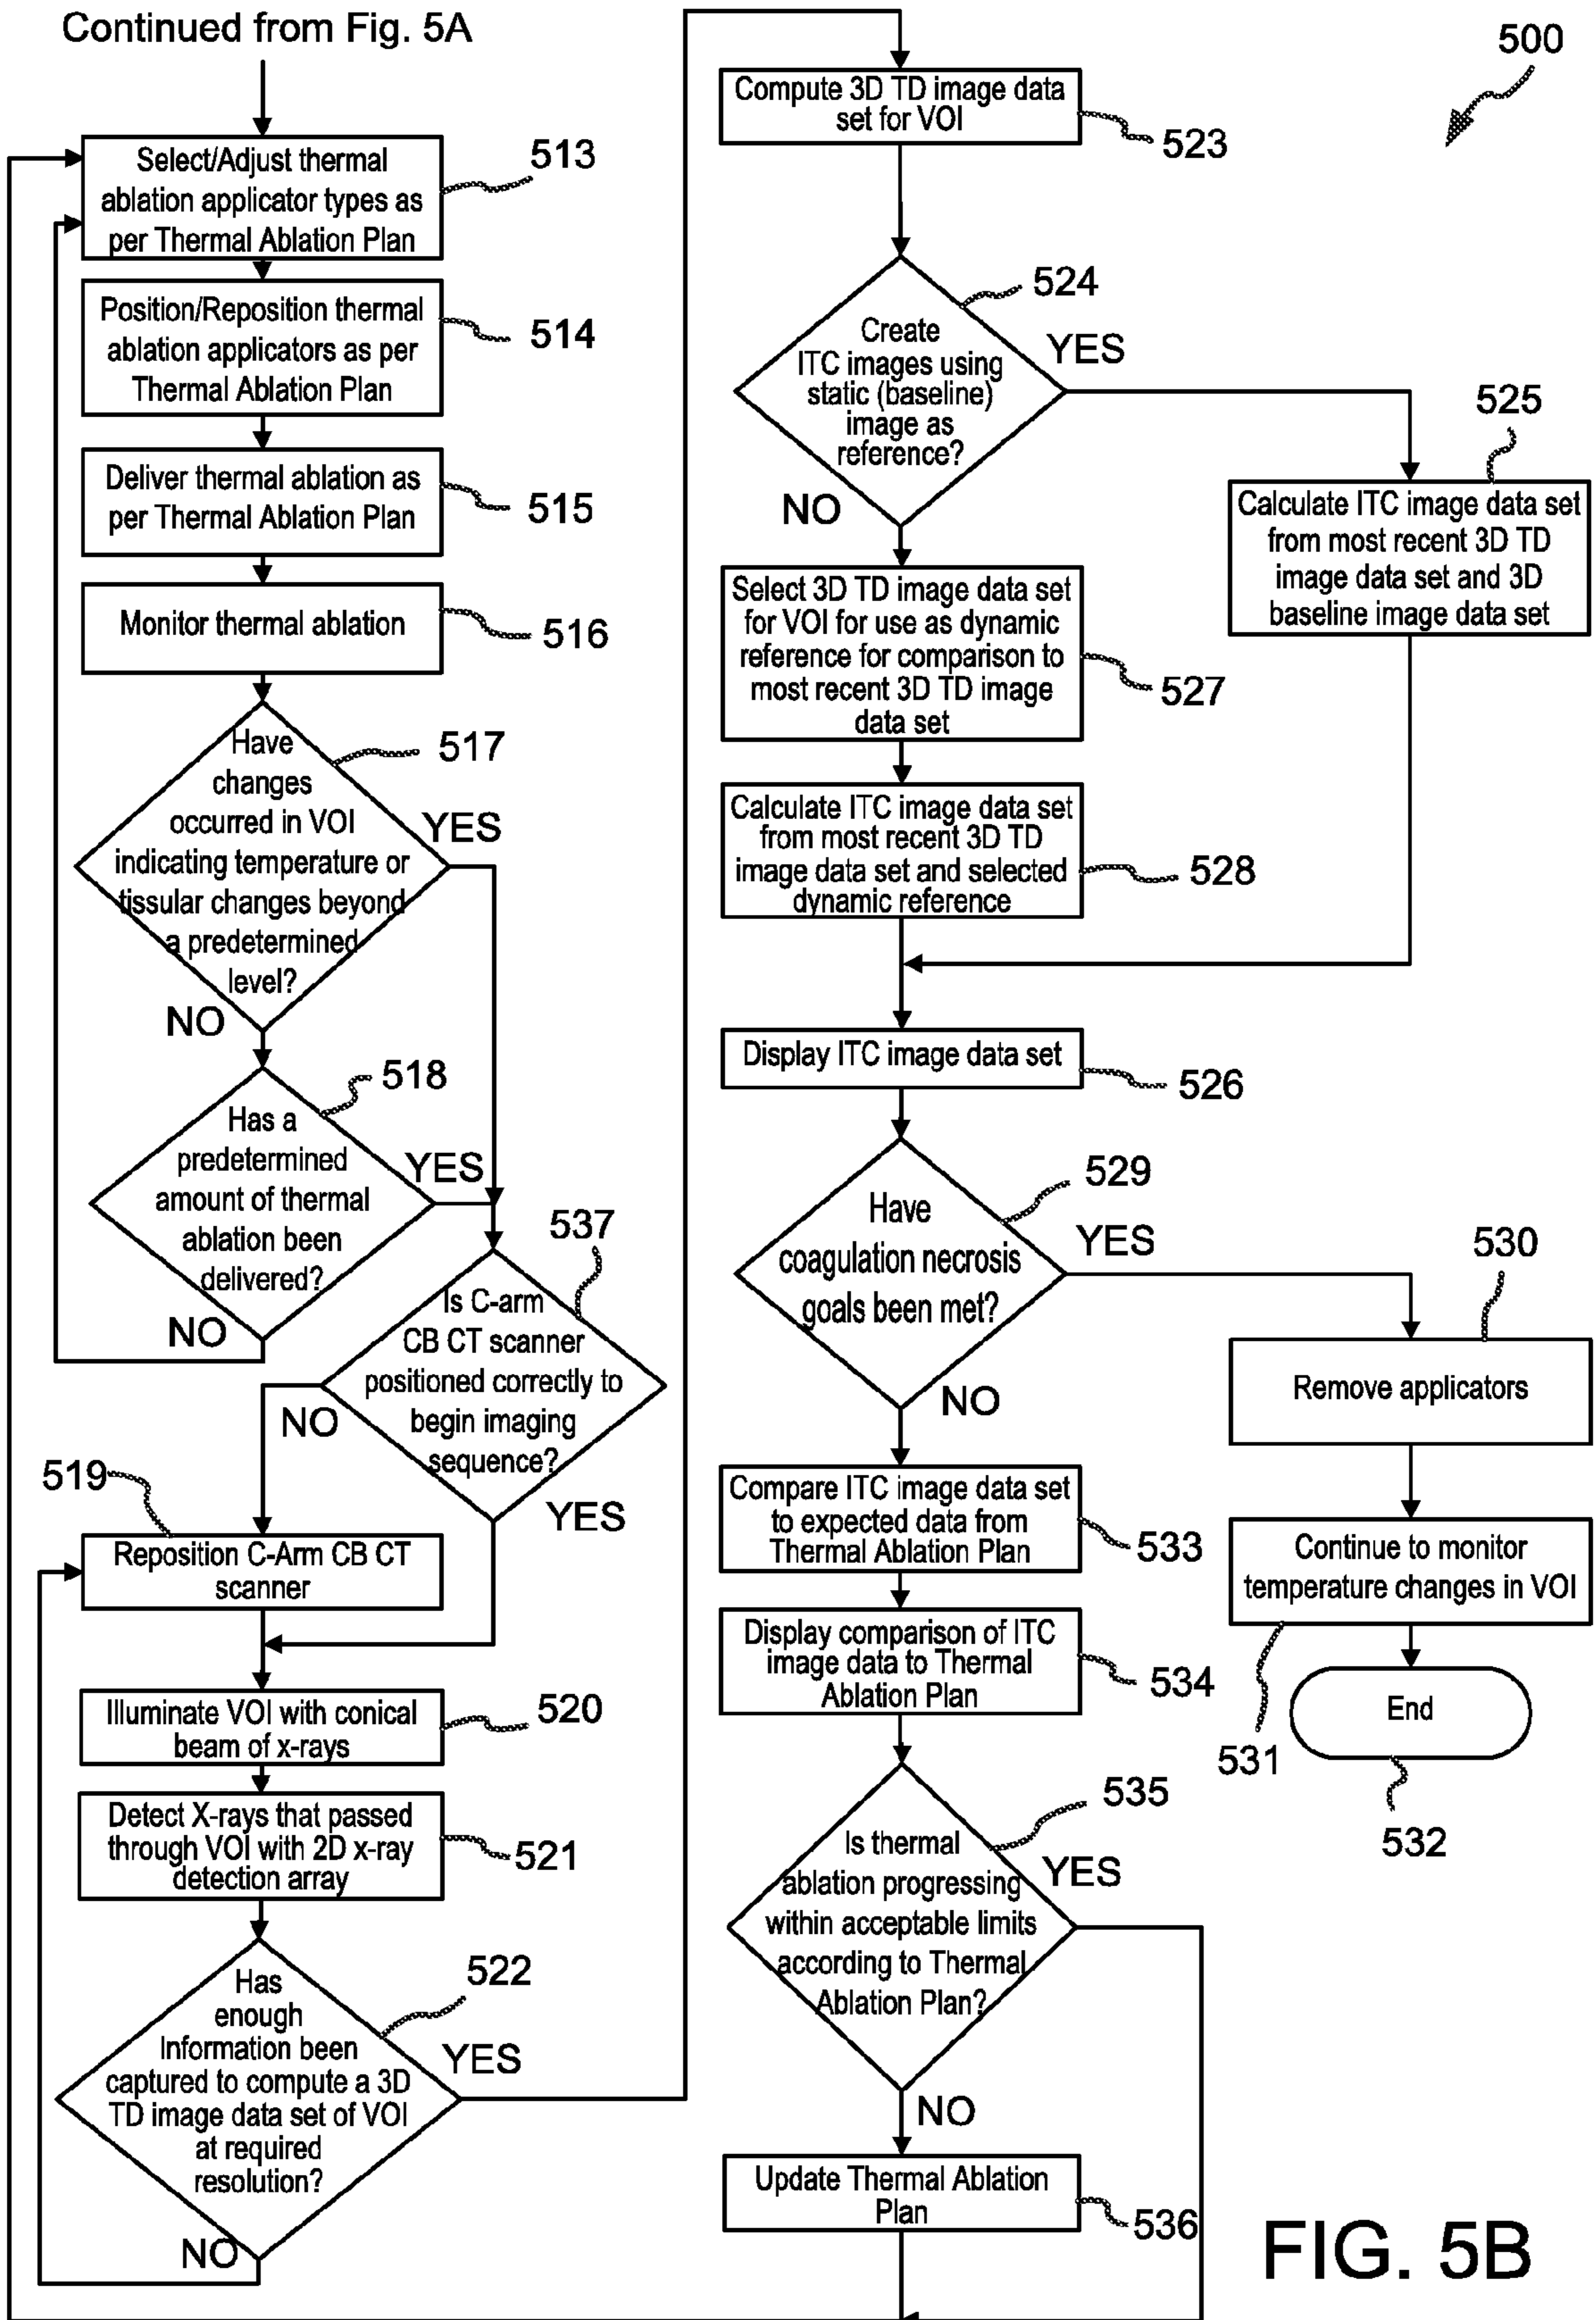 Continued from Fig. 5A
500
Select/Adjust thermal
ablation applicator types as
per Thermal Ablation Plan
513
Position/Reposition thermal
ablation applicators as per
Thermal Ablation Plan
514
Deliver thermal ablation as
per Thermal Ablation Plan
515
Monitor thermal ablation
516
Have
changes
occurred in VOI
indicating temperature or
tissular changes beyond
a predetermined
level?
517
YES
NO
Has a
predetermined
amount of thermal
ablation been
delivered?
518
YES
NO
Is C-arm
CB CT scanner
positioned correctly to
begin imaging
sequence?
537
NO
YES
519
Reposition C-Arm CB CT
scanner
Illuminate VOI with conical
beam of x-rays
520
Detect X-rays that passed
through VOI with 2D x-ray
detection array
521
Has
enough
Information been
captured to compute a 3D
TD image data set of VOI
at required
resolution?
522
YES
NO
Compute 3D TD image data
set for VOI
523
Create
ITC images using
static (baseline)
image as
reference?
524
YES
NO
525
Calculate ITC image data set
from most recent 3D TD
image data set and 3D
baseline image data set
Select 3D TD image data set
for VOI for use as dynamic
reference for comparison to
most recent 3D TD image
data set
527
Calculate ITC image data set
from most recent 3D TD
image data set and selected
dynamic reference
528
Display ITC image data set
526
Have
coagulation necrosis
goals been met?
529
YES
NO
530
Remove applicators
Continue to monitor
temperature changes in VOI
531
End
532
Compare ITC image data set
to expected data from
Thermal Ablation Plan
533
Display comparison of ITC
image data to Thermal
Ablation Plan
534
Is thermal
ablation progressing
within acceptable limits
according to Thermal
Ablation Plan?
535
YES
NO
Update Thermal Ablation
Plan
536
FIG. 5B